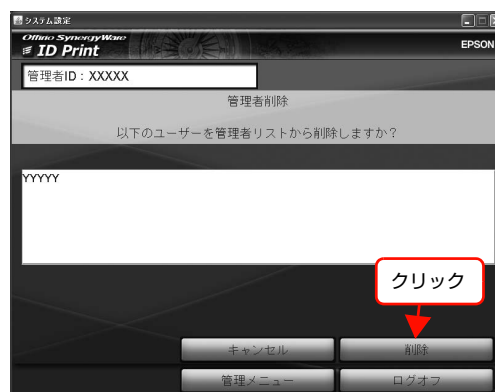 システム設定
Offirio SynergyWare
ID Print
EPSON
管理者ID：XXXXX
管理者削除
以下のユーザーを管理者リストから削除しますか？
YYYYY
クリック
キャンセル
削除
管理メニュー
ログオフ